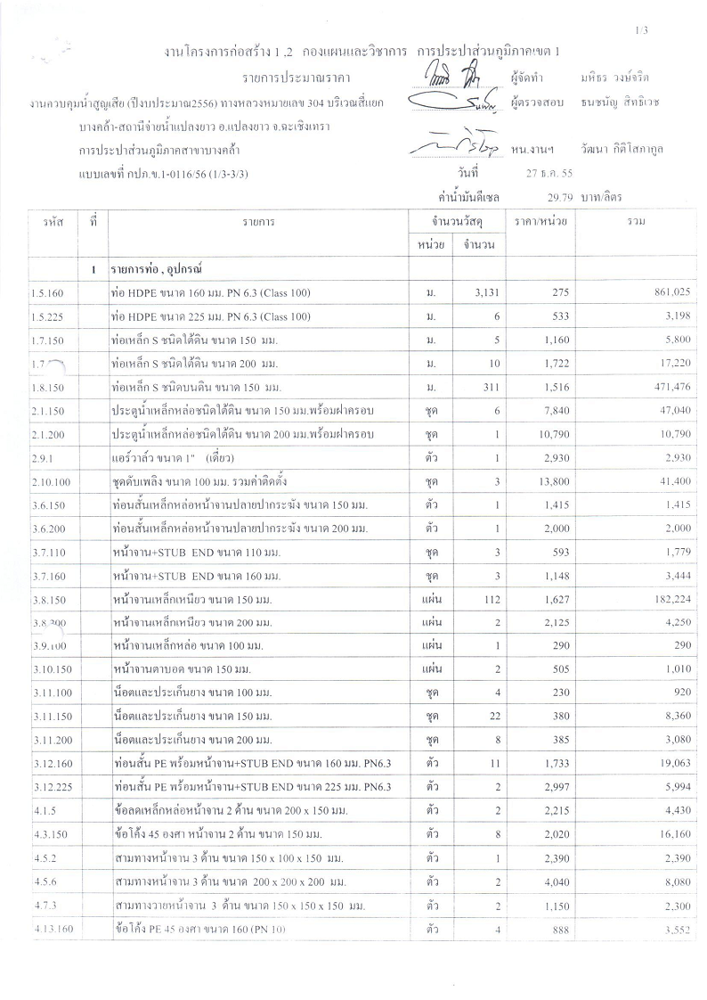 1/3
งานโครงการก่อสร้าง 1 ,2 กองแผนและวิชาการ การประปาส่วนภูมิภาคเขต 1
รายการประมาณราคา ผู้จัดทำ มหิธร วงษ์จริต
งานควบคุมน้ำสูญเสีย (ปีงบประมาณ2556) ทางหลวงหมายเลข 304 บริเวณสี่แยก ผู้ตรวจสอบ ธนชนัญ สิทธิเวช
บางคล้า-สถานีจ่ายน้ำแปลงยาว อ.แปลงยาว จ.ฉะเชิงเทรา
การประปาส่วนภูมิภาคสาขาบางคล้า หน.งานฯ วัฒนา กิติโสภากูล
แบบเลขที่ กปภ.ข.1-0116/56 (1/3-3/3) วันที่ 27 ธ.ค. 55
ค่าน้ำมันดีเซล 29.79 บาท/ลิตร
รหัส ที่ รายการ จำนวนวัสดุ ราคา/หน่วย รวม
หน่วย จำนวน
1 รายการท่อ , อุปกรณ์
1.5.160 ท่อ HDPE ขนาด 160 มม. PN 6.3 (Class 100) ม. 3,131 275 861,025
1.5.225 ท่อ HDPE ขนาด 225 มม. PN 6.3 (Class 100) ม. 6 533 3,198
1.7.150 ท่อเหล็ก S ชนิดใต้ดิน ขนาด 150 มม. ม. 5 1,160 5,800
1.7 ท่อเหล็ก S ชนิดใต้ดิน ขนาด 200 มม. ม. 10 1,722 17,220
1.8.150 ท่อเหล็ก S ชนิดบนดิน ขนาด 150 มม. ม. 311 1,516 471,476
2.1.150 ประตูน้ำเหล็กหล่อชนิดใต้ดิน ขนาด 150 มม.พร้อมฝาครอบ ชุด 6 7,840 47,040
2.1.200 ประตูน้ำเหล็กหล่อชนิดใต้ดิน ขนาด 200 มม.พร้อมฝาครอบ ชุด 1 10,790 10,790
2.9.1 แอร์วาล์ว ขนาด 1" (เดี่ยว) ตัว 1 2,930 2,930
2.10.100 ชุดดับเพลิง ขนาด 100 มม. รวมค่าติดตั้ง ชุด 3 13,800 41,400
3.6.150 ท่อนสั้นเหล็กหล่อหน้าจานปลายปากระฆัง ขนาด 150 มม. ตัว 1 1,415 1,415
3.6.200 ท่อนสั้นเหล็กหล่อหน้าจานปลายปากระฆัง ขนาด 200 มม. ตัว 1 2,000 2,000
3.7.110 หน้าจาน+STUB END ขนาด 110 มม. ชุด 3 593 1,779
3.7.160 หน้าจาน+STUB END ขนาด 160 มม. ชุด 3 1,148 3,444
3.8.150 หน้าจานเหล็กเหนียว ขนาด 150 มม. แผ่น 112 1,627 182,224
3.8.200 หน้าจานเหล็กเหนียว ขนาด 200 มม. แผ่น 2 2,125 4,250
3.9.100 หน้าจานเหล็กหล่อ ขนาด 100 มม. แผ่น 1 290 290
3.10.150 หน้าจานตาบอด ขนาด 150 มม. แผ่น 2 505 1,010
3.11.100 น็อตและประเก็นยาง ขนาด 100 มม. ชุด 4 230 920
3.11.150 น็อตและประเก็นยาง ขนาด 150 มม. ชุด 22 380 8,360
3.11.200 น็อตและประเก็นยาง ขนาด 200 มม. ชุด 8 385 3,080
3.12.160 ท่อนสั้น PE พร้อมหน้าจาน+STUB END ขนาด 160 มม. PN6.3 ตัว 11 1,733 19,063
3.12.225 ท่อนสั้น PE พร้อมหน้าจาน+STUB END ขนาด 225 มม. PN6.3 ตัว 2 2,997 5,994
4.1.5 ข้อลดเหล็กหล่อหน้าจาน 2 ด้าน ขนาด 200 x 150 มม. ตัว 2 2,215 4,430
4.3.150 ข้อโค้ง 45 องศา หน้าจาน 2 ด้าน ขนาด 150 มม. ตัว 8 2,020 16,160
4.5.2 สามทางหน้าจาน 3 ด้าน ขนาด 150 x 100 x 150 มม. ตัว 1 2,390 2,390
4.5.6 สามทางหน้าจาน 3 ด้าน ขนาด 200 x 200 x 200 มม. ตัว 2 4,040 8,080
4.7.3 สามทางวายหน้าจาน 3 ด้าน ขนาด 150 x 150 x 150 มม. ตัว 2 1,150 2,300
4.13.160 ข้อโค้ง PE 45 องศา ขนาด 160 (PN 10) ตัว 4 888 3,552